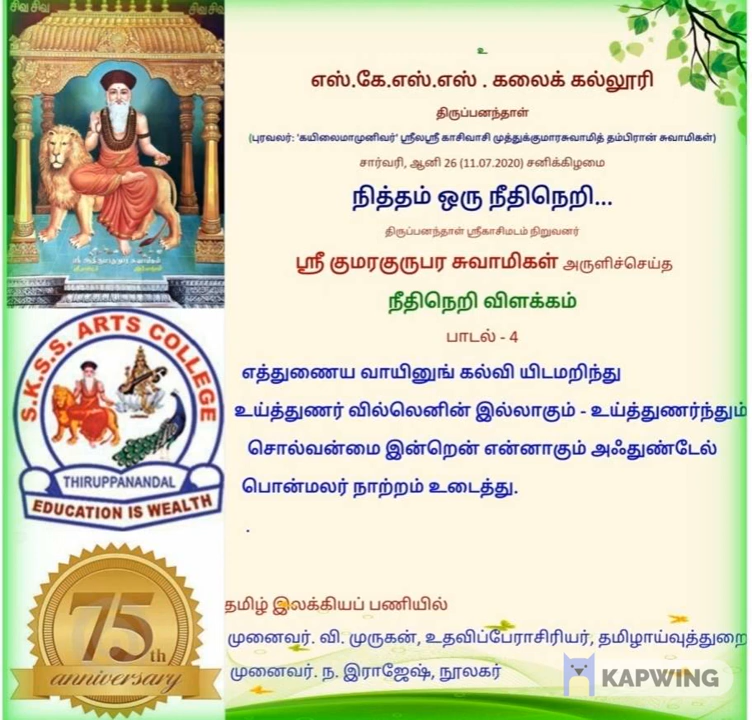 சிவ சிவ
சிவ சிவ
உ
எஸ்.கே.எஸ்.எஸ் . கலைக் கல்லூரி
திருப்பனந்தாள்
(புரவலர்: 'கயிலைமாமுனிவர்' ஸ்ரீலஸ்ரீ காசிவாசி முத்துக்குமாரசுவாமித் தம்பிரான் சுவாமிகள்)
சார்வரி, ஆனி 26 (11.07.2020) சனிக்கிழமை
நித்தம் ஒரு நீதிநெறி...
திருப்பனந்தாள் ஸ்ரீகாசிமடம் நிறுவனர்
ஸ்ரீ குமரகுருபர சுவாமிகள் அருளிச்செய்த
நீதிநெறி விளக்கம்
பாடல் - 4
எத்துணைய வாயினுங் கல்வி யிடமறிந்து
உய்த்துணர் வில்லெனின் இல்லாகும் - உய்த்துணர்ந்தும்
சொல்வன்மை இன்றென் என்னாகும் அஃதுண்டேல்
பொன்மலர் நாற்றம் உடைத்து.
.
S.K.S.S. ARTS COLLEGE
THIRUPPANANDAL
EDUCATION IS WEALTH
75th
anniversary
தமிழ் இலக்கியப் பணியில்
முனைவர். வி. முருகன், உதவிப்பேராசிரியர், தமிழாய்வுத்துறை
முனைவர். ந. இராஜேஷ், நூலகர்
KAPWING